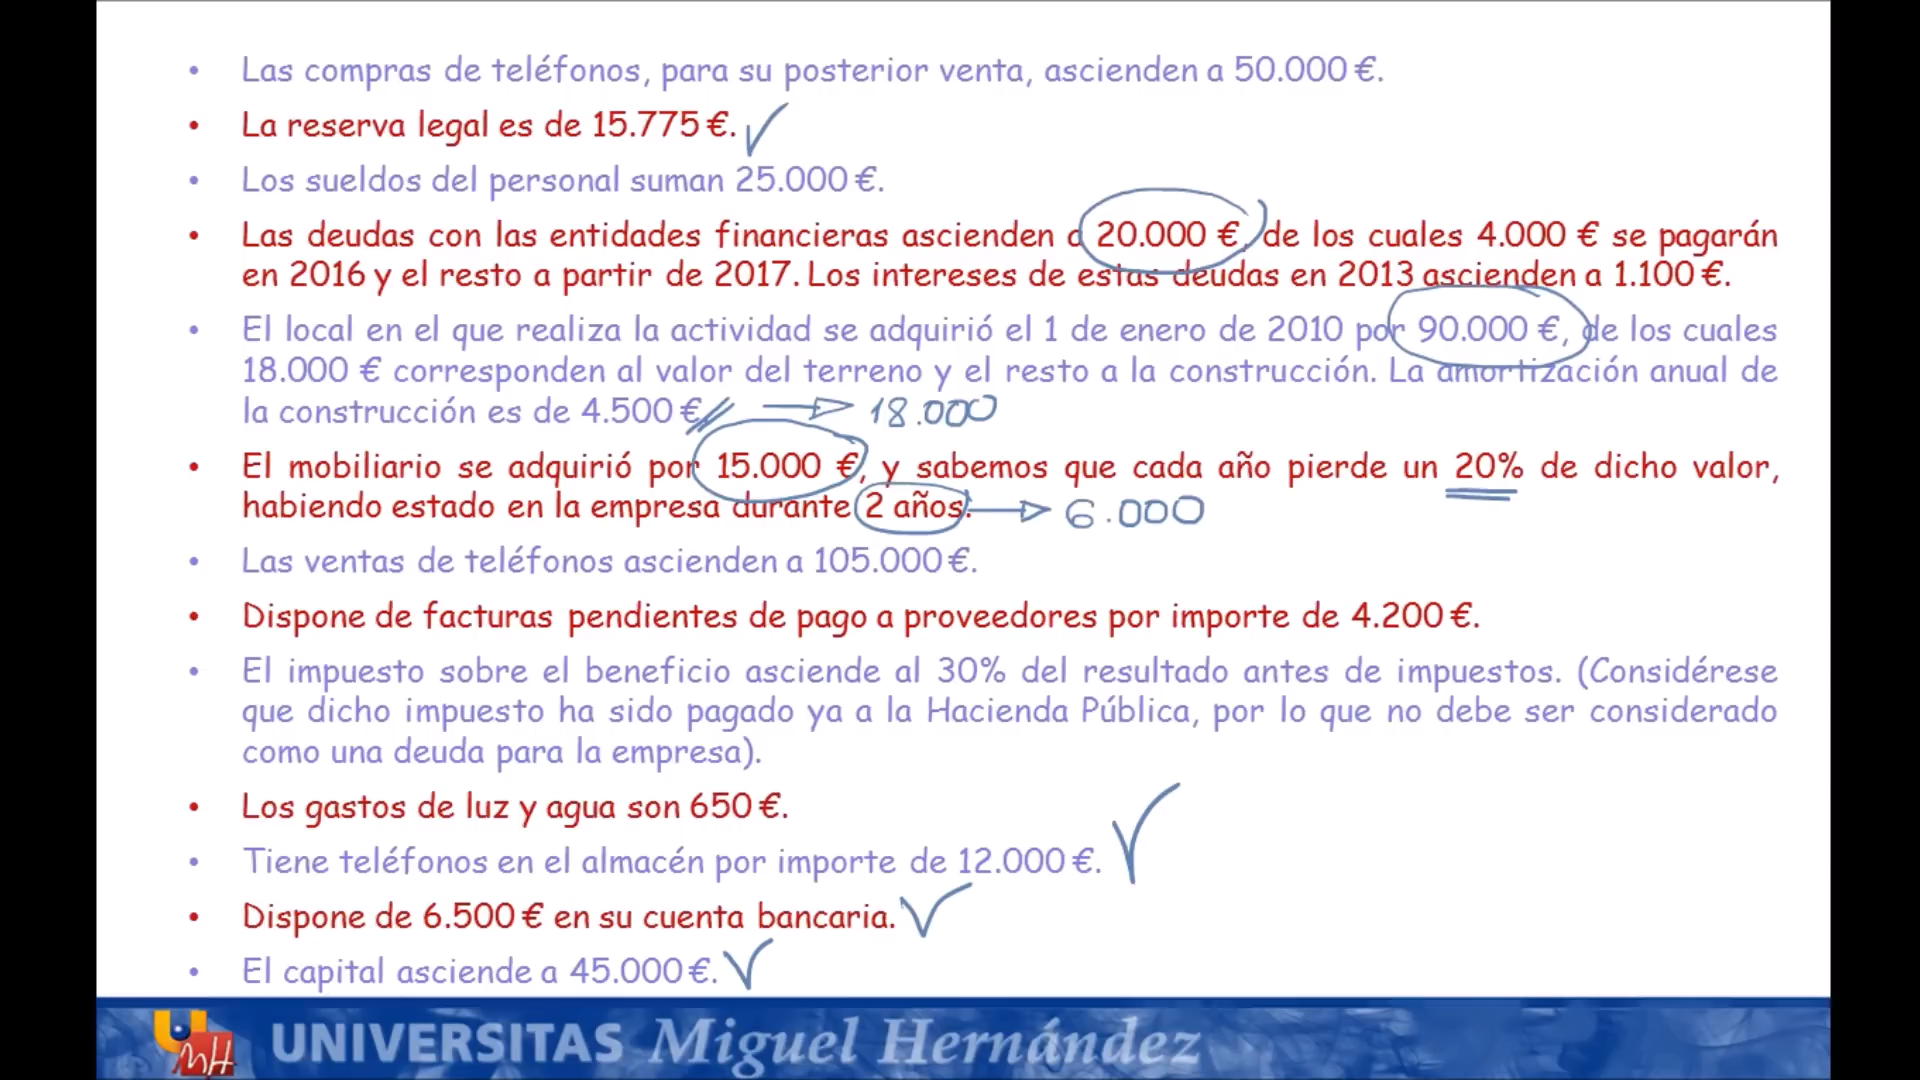 • Las compras de teléfonos, para su posterior venta, ascienden a 50.000 €.
• La reserva legal es de 15.775 €.
• Los sueldos del personal suman 25.000 €.
• Las deudas con las entidades financieras ascienden a 20.000 €, de los cuales 4.000 € se pagarán
en 2016 y el resto a partir de 2017. Los intereses de estas deudas en 2013 ascienden a 1.100 €.
• El local en el que realiza la actividad se adquirió el 1 de enero de 2010 por 90.000 €, de los cuales
18.000 € corresponden al valor del terreno y el resto a la construcción. La amortización anual de
la construcción es de 4.500 € → 18.000
• El mobiliario se adquirió por 15.000 €, y sabemos que cada año pierde un 20% de dicho valor,
habiendo estado en la empresa durante 2 años. → 6.000
• Las ventas de teléfonos ascienden a 105.000 €.
• Dispone de facturas pendientes de pago a proveedores por importe de 4.200 €.
• El impuesto sobre el beneficio asciende al 30% del resultado antes de impuestos. (Considérese
que dicho impuesto ha sido pagado ya a la Hacienda Pública, por lo que no debe ser considerado
como una deuda para la empresa).
• Los gastos de luz y agua son 650 €.
• Tiene teléfonos en el almacén por importe de 12.000 €.
• Dispone de 6.500 € en su cuenta bancaria.
• El capital asciende a 45.000 €.
UMH UNIVERSITAS Miguel Hernández